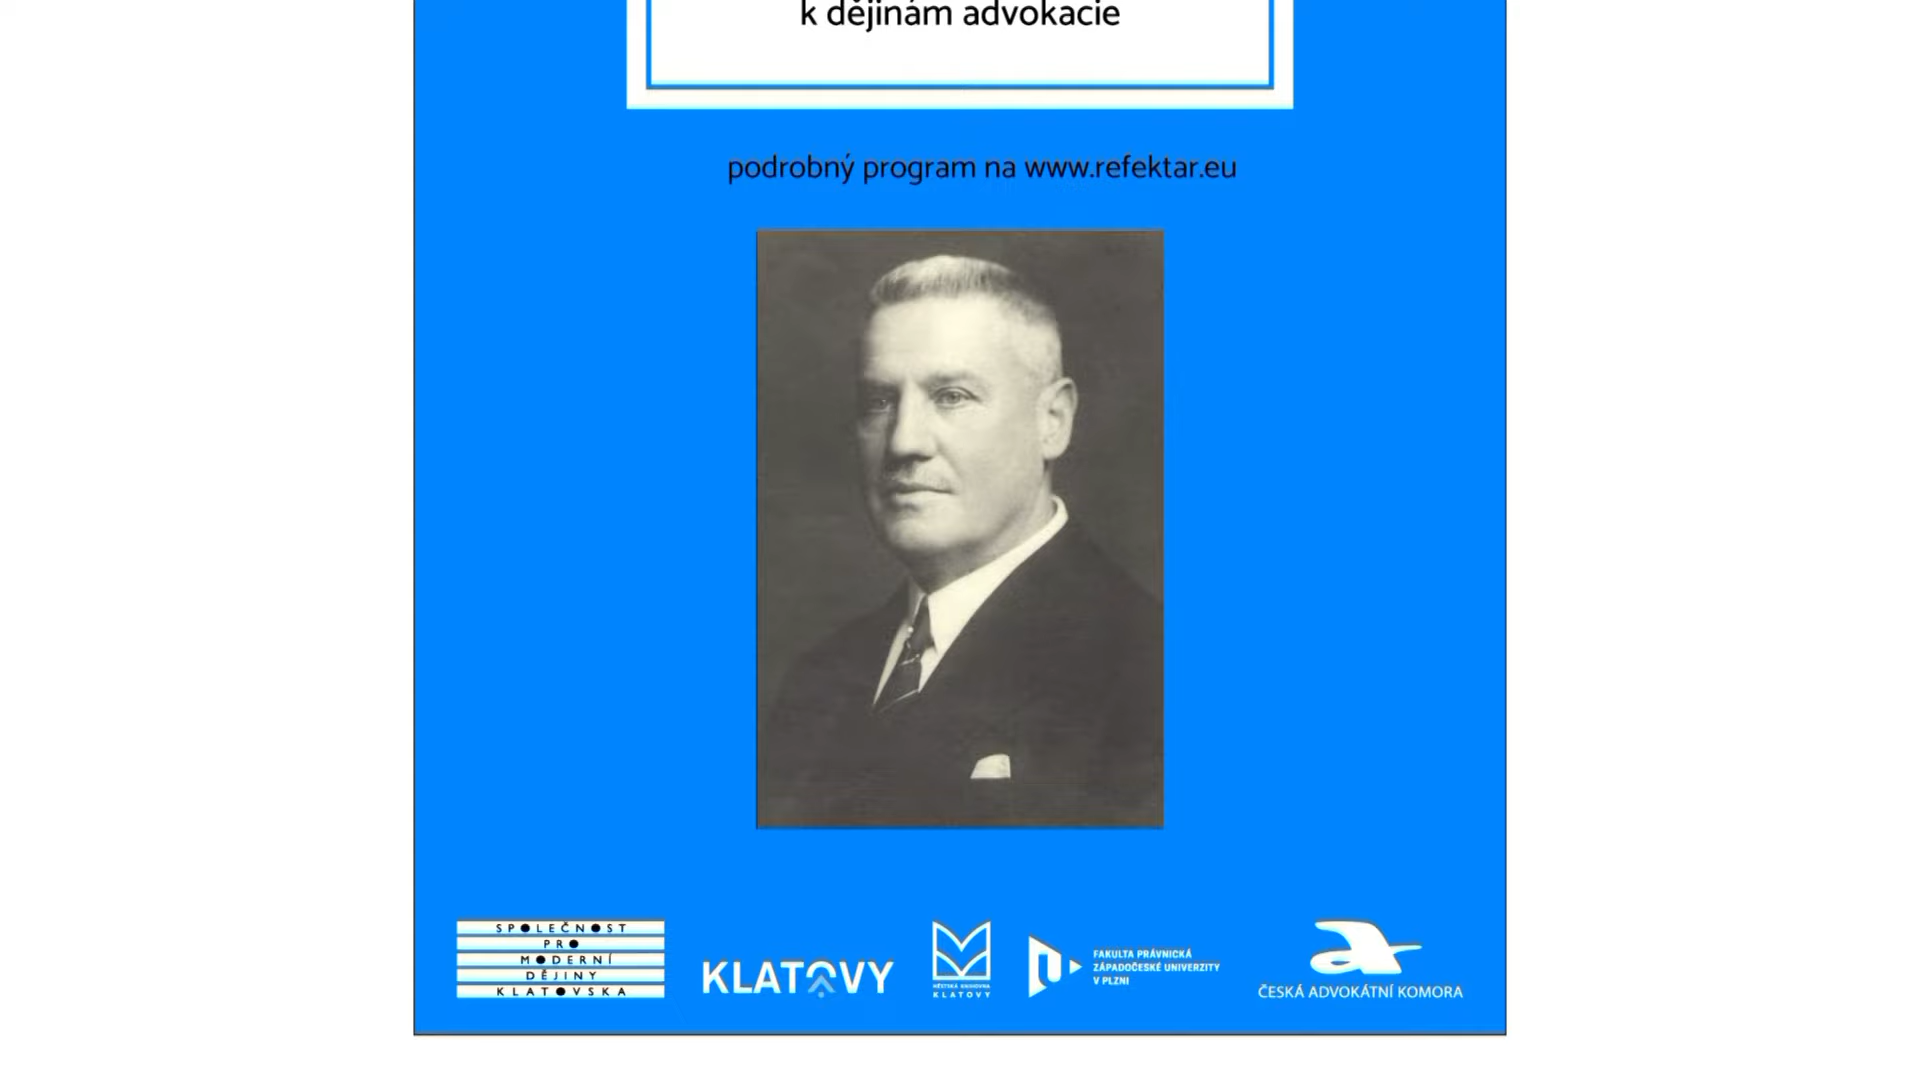 k dějinám advokacie
podrobný program na www.refektar.eu
SPOLEČNOST
PRO
MODERNÍ
DĚJINY
KLATOVSKA
KLATOVY
MĚSTSKÁ KNIHOVNA
KLATOVY
FAKULTA PRÁVNICKÁ
ZÁPADOČESKÉ UNIVERZITY
V PLZNI
ČESKÁ ADVOKÁTNÍ KOMORA